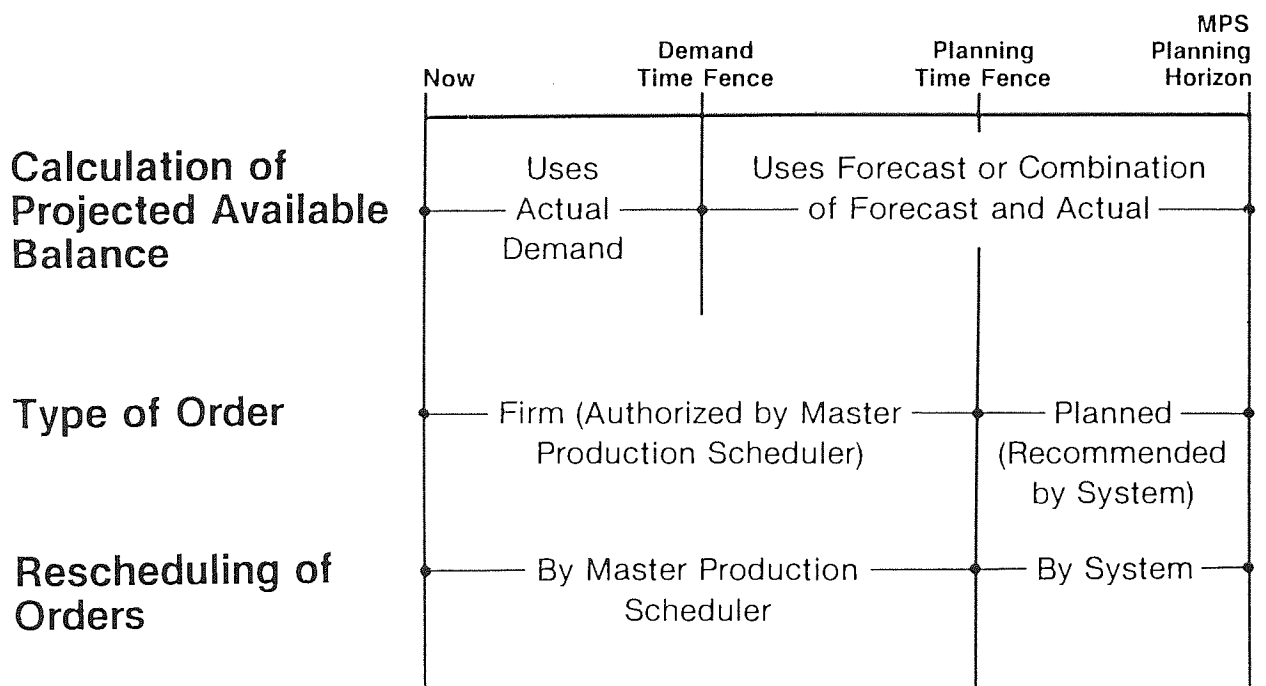 Now
Demand
Time Fence
Planning
Time Fence
MPS
Planning
Horizon
Calculation of
Projected Available
Balance
Uses
Actual
Demand
Uses Forecast or Combination
of Forecast and Actual
Type of Order
Firm (Authorized by Master
Production Scheduler)
Planned
(Recommended
by System)
Rescheduling of
Orders
By Master Production
Scheduler
By System